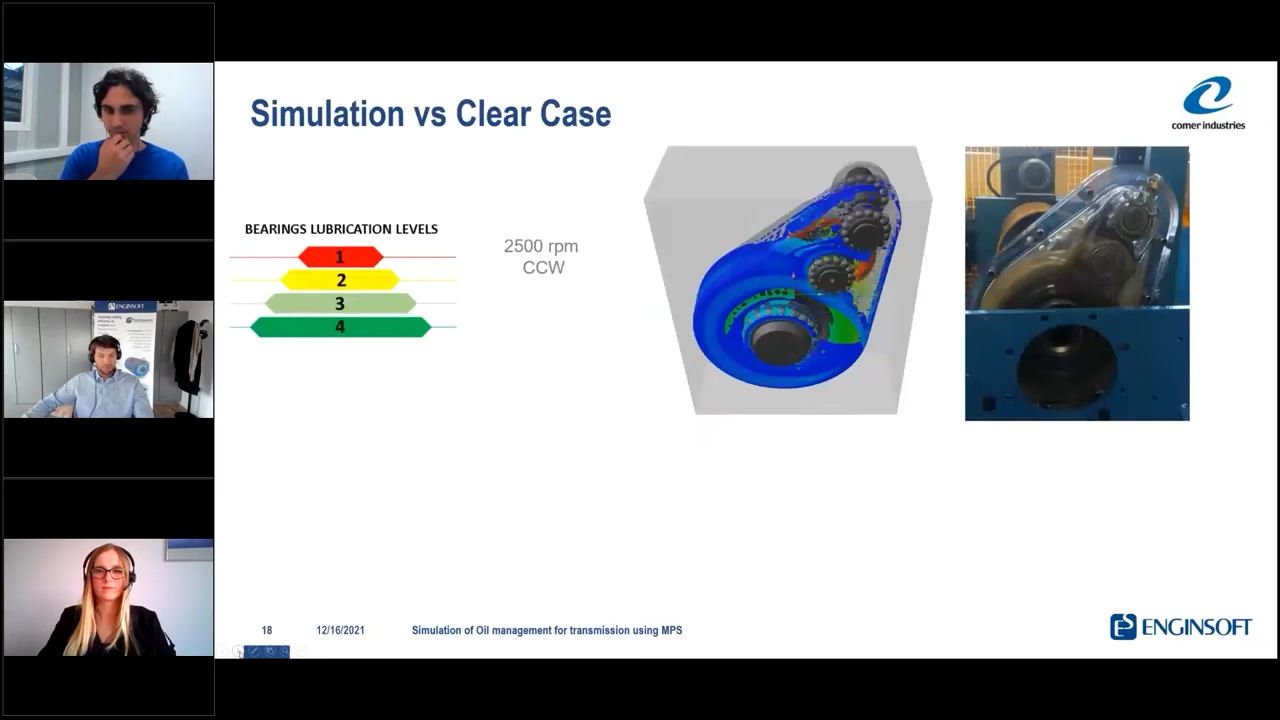 Simulation vs Clear Case
comer industries
BEARINGS LUBRICATION LEVELS
1
2
3
4
2500 rpm
CCW
ENGINSOFT
18
12/16/2021
Simulation of Oil management for transmission using MPS
ENGINSOFT